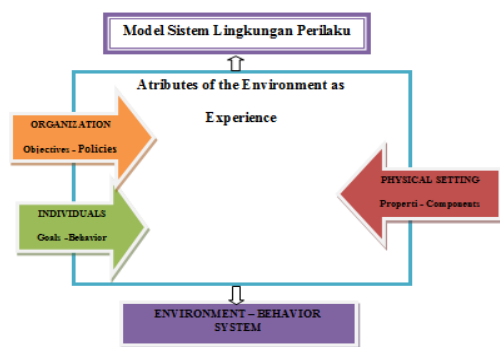 Model Sistem Lingkungan Perilaku
Atributes of the Environment as
Experience
ORGANIZATION
Objectives - Policies
INDIVIDUALS
Goals -Behavior
PHYSICAL SETTING
Properti - Components
ENVIRONMENT – BEHAVIOR
SYSTEM